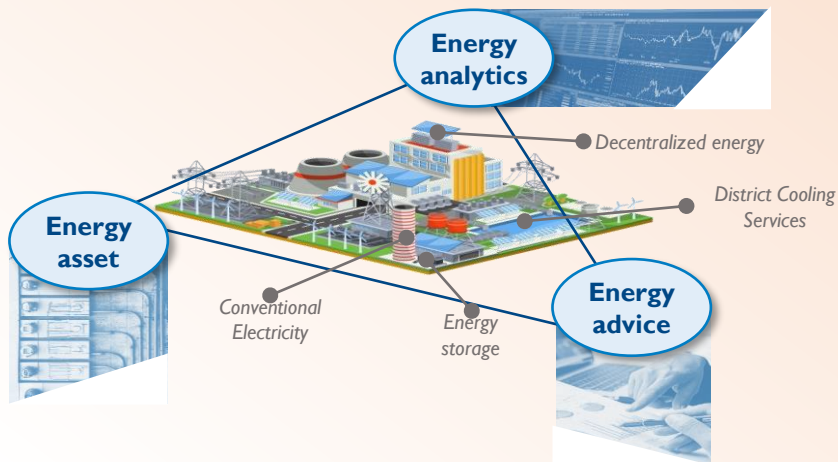 Energy
analytics
Decentralized energy
District Cooling
Services
Energy
asset
Energy
advice
Conventional
Electricity
Energy
storage